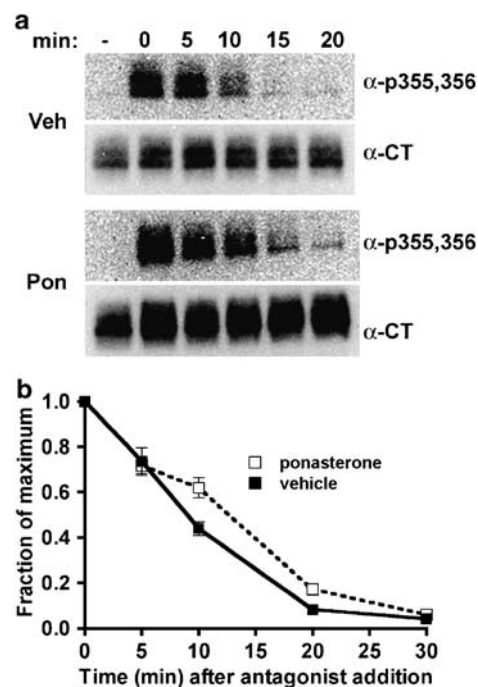 a
min: - 0 5 10 15 20
Veh
α-p355,356
α-CT
Pon
α-p355,356
α-CT
b
Fraction of maximum
1.0
0.8
0.6
0.4
0.2
0.0
ponasterone
vehicle
0 5 10 20 30
Time (min) after antagonist addition